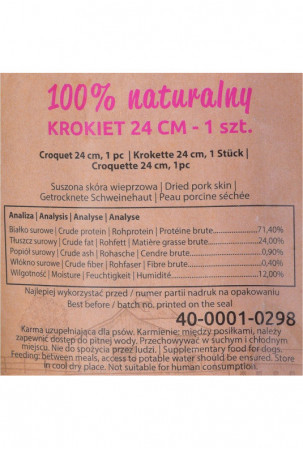 100% naturalny
KROKIET 24 CM - 1 szt.
Croquet 24 cm, 1 pc | Krokette 24 cm, 1 Stück |
Croquette 24 cm, 1pc
Suszona skóra wieprzowa | Dried pork skin |
Getrocknete Schweinehaut | Peau porcine séchée
Analiza | Analysis | Analyse | Analyse
Białko surowe | Crude protein | Rohprotein | Protéine brute......71,40%
Tłuszcz surowy | Crude fat | Rohfett | Matière grasse brute......24,00%
Popiół surowy | Crude ash | Rohasche | Cendre brute......0,90%
Włókno surowe | Crude fiber | Rohfaser | Fibre brute......0,40%
Wilgotność | Moisture | Feuchtigkeit | Humidité......12,00%
Najlepiej wykorzystać przed / numer partii nadruk na opakowaniu
Best before / batch no. printed on the seal
40-0001-0298
Karma uzupełniająca dla psów. Karmienie: między posiłkami, należy
zapewnić dostęp do pitnej wody. Przechowywać w suchym i chłodnym
miejscu. Nie do spożycia przez ludzi. | Supplementary food for dogs.
Feeding: between meals, access to potable water should be ensured. Store
in cool dry place. Not suitable for human consumption.